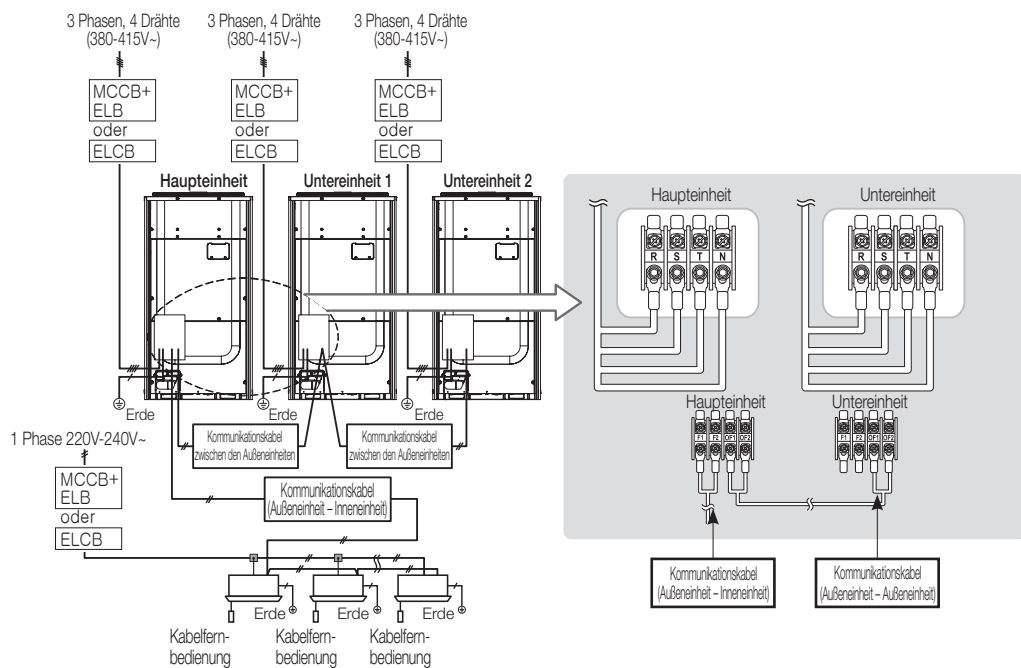 3 Phasen, 4 Drähte
(380-415V~)
3 Phasen, 4 Drähte
(380-415V~)
3 Phasen, 4 Drähte
(380-415V~)
MCCB+
ELB
oder
ELCB
MCCB+
ELB
oder
ELCB
MCCB+
ELB
oder
ELCB
Haupteinheit
Untereinheit 1
Untereinheit 2
Erde
Erde
Erde
Kommunikationskabel
zwischen den Außeneinheiten
Kommunikationskabel
zwischen den Außeneinheiten
1 Phase 220V-240V~
MCCB+
ELB
oder
ELCB
Kommunikationskabel
(Außeneinheit – Inneneinheit)
Erde
Erde
Erde
Kabelfern-
bedienung
Kabelfern-
bedienung
Kabelfern-
bedienung
Haupteinheit
R S T N
Untereinheit
R S T N
Haupteinheit
F1 F2 OF1 OF2
Untereinheit
F1 F2 OF1 OF2
Kommunikationskabel
(Außeneinheit – Inneneinheit)
Kommunikationskabel
(Außeneinheit – Außeneinheit)